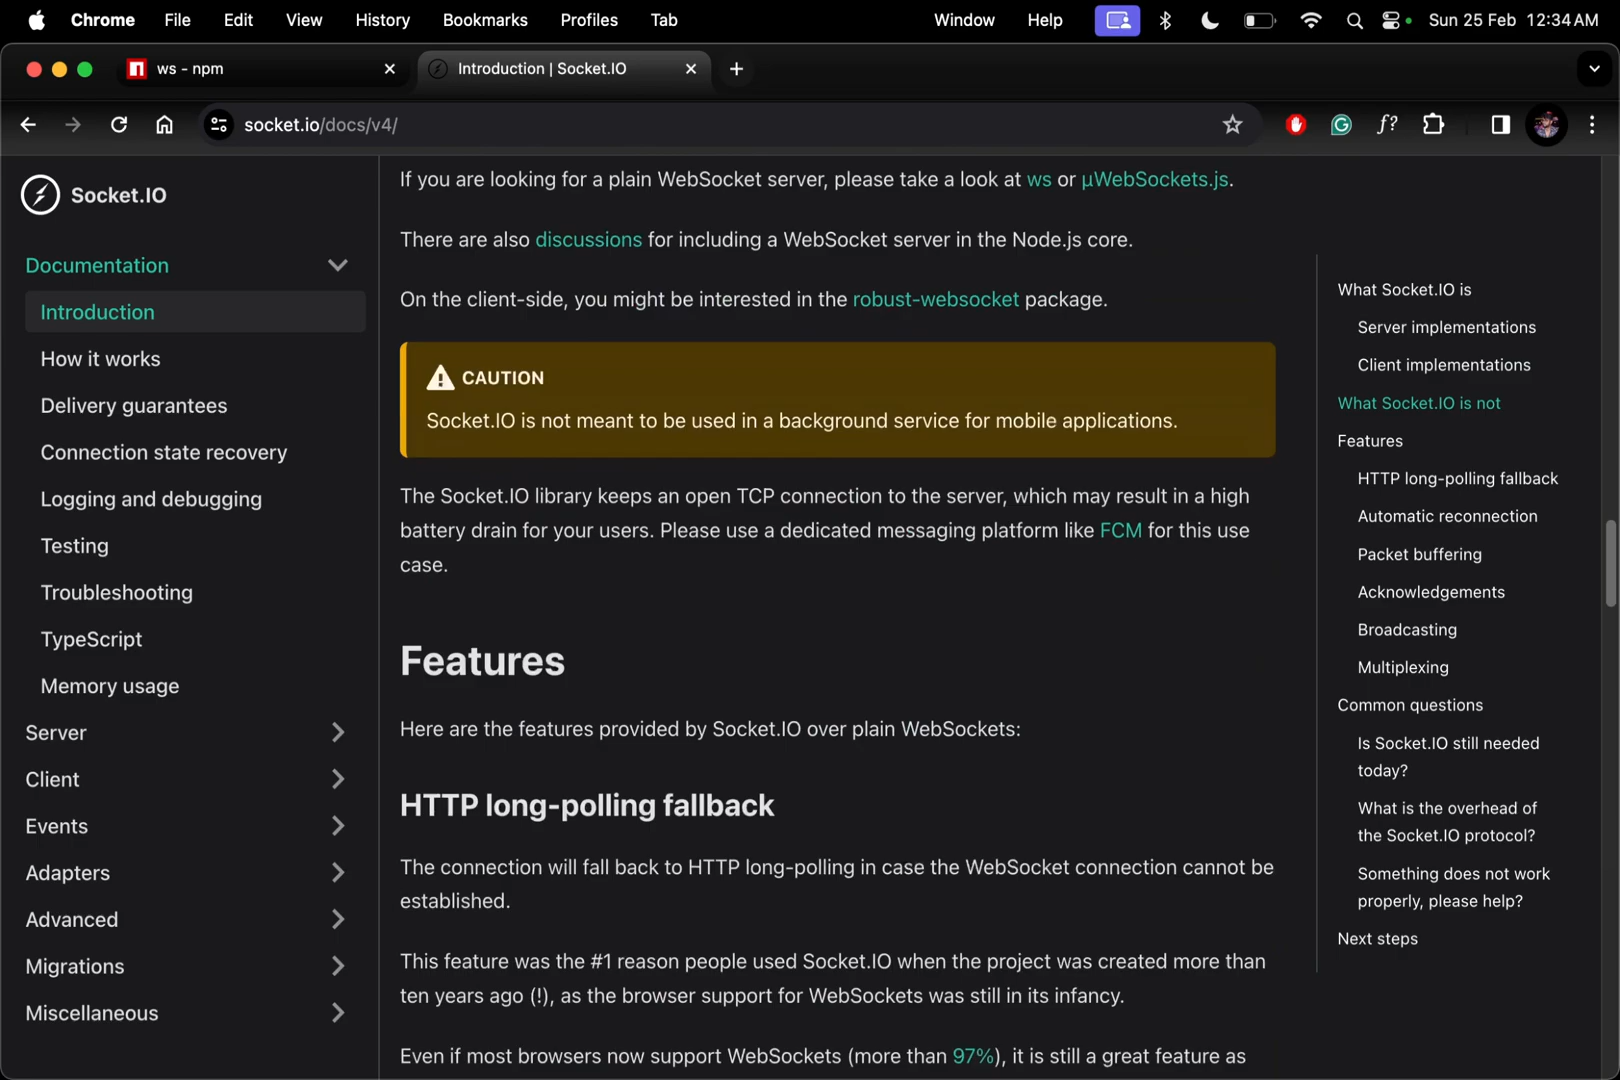 Chrome File Edit View History Bookmarks Profiles Tab Window Help Sun 25 Feb 12:34 AM
ws - npm
Introduction | Socket.IO
socket.io/docs/v4/
f?
Socket.IO
Documentation
Introduction
How it works
Delivery guarantees
Connection state recovery
Logging and debugging
Testing
Troubleshooting
TypeScript
Memory usage
Server
Client
Events
Adapters
Advanced
Migrations
Miscellaneous
If you are looking for a plain WebSocket server, please take a look at ws or µWebSockets.js.
There are also discussions for including a WebSocket server in the Node.js core.
On the client-side, you might be interested in the robust-websocket package.
CAUTION
Socket.IO is not meant to be used in a background service for mobile applications.
The Socket.IO library keeps an open TCP connection to the server, which may result in a high
battery drain for your users. Please use a dedicated messaging platform like FCM for this use
case.
Features
Here are the features provided by Socket.IO over plain WebSockets:
HTTP long-polling fallback
The connection will fall back to HTTP long-polling in case the WebSocket connection cannot be
established.
This feature was the #1 reason people used Socket.IO when the project was created more than
ten years ago (!), as the browser support for WebSockets was still in its infancy.
Even if most browsers now support WebSockets (more than 97%), it is still a great feature as
What Socket.IO is
Server implementations
Client implementations
What Socket.IO is not
Features
HTTP long-polling fallback
Automatic reconnection
Packet buffering
Acknowledgements
Broadcasting
Multiplexing
Common questions
Is Socket.IO still needed
today?
What is the overhead of
the Socket.IO protocol?
Something does not work
properly, please help?
Next steps